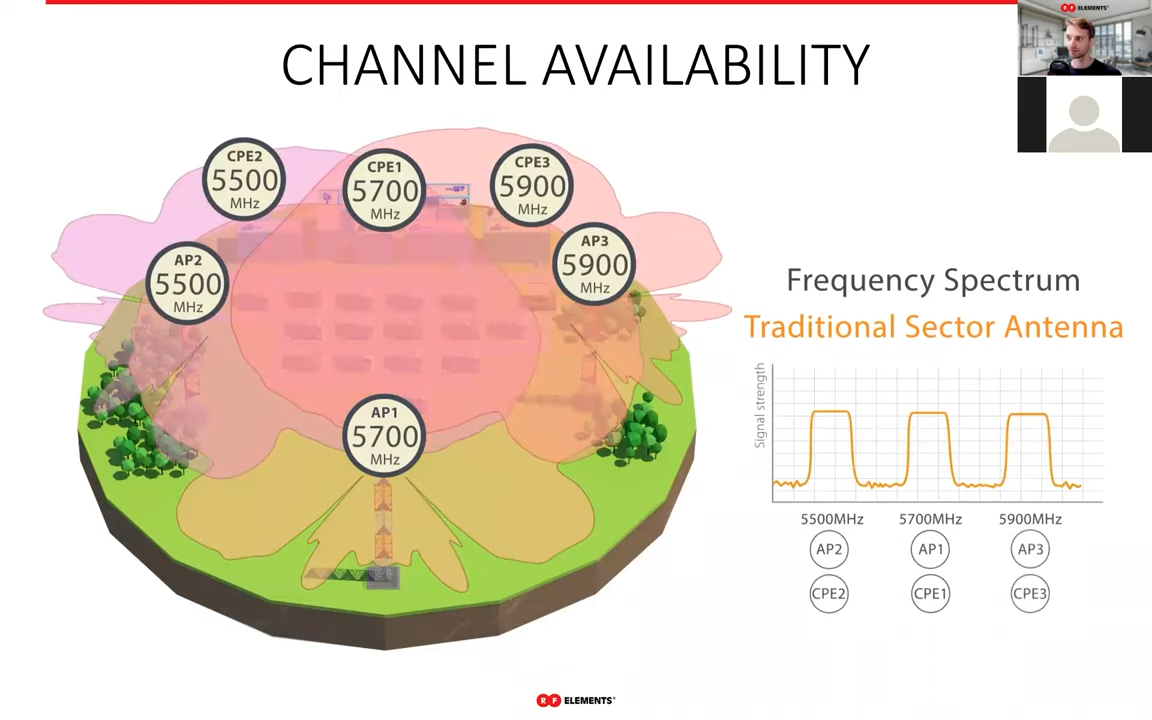 CHANNEL AVAILABILITY
RF ELEMENTS®
CPE2
5500
MHz
CPE1
5700
MHz
CPE3
5900
MHz
AP2
5500
MHz
AP3
5900
MHz
AP1
5700
MHz
Frequency Spectrum
Traditional Sector Antenna
Signal strength
5500MHz 5700MHz 5900MHz
AP2 AP1 AP3
CPE2 CPE1 CPE3
RF ELEMENTS®